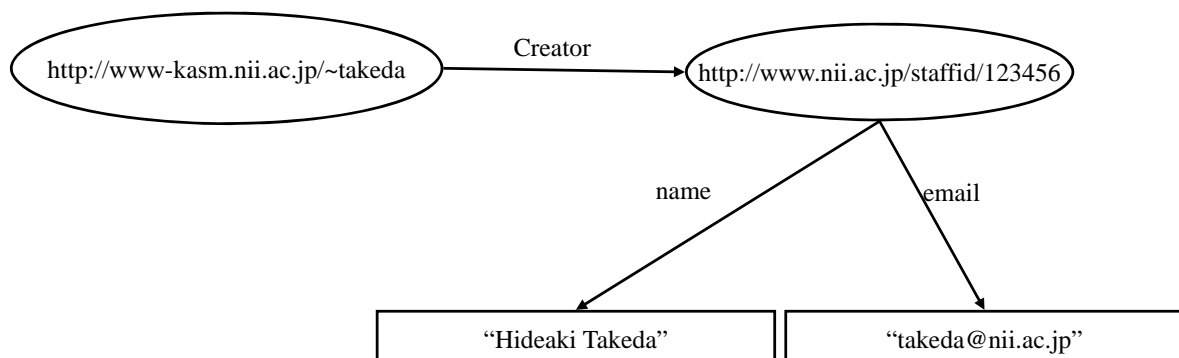 Creator
http://www-kasm.nii.ac.jp/~takeda
http://www.nii.ac.jp/staffid/123456
name
email
“Hideaki Takeda”
“takeda@nii.ac.jp”